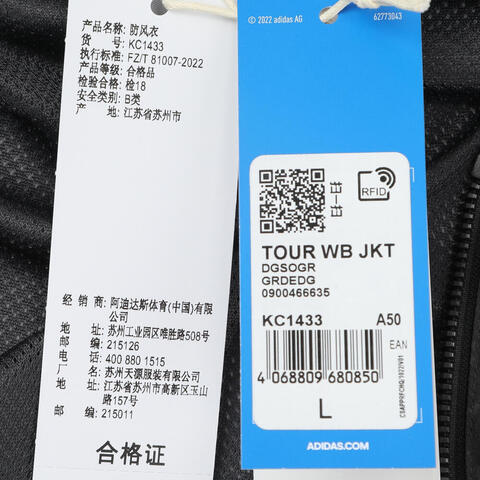 产品名称: 防风衣
货 号: KC1433
执行标准: FZ/T 81007-2022
产品等级: 合格品
检验合格: 检18
安全类别: B类
产 地: 江苏省苏州市
经 销 商: 阿迪达斯体育(中国)有限公司
地 址: 苏州工业园区唯胜路508号
邮 编: 215126
电 话: 400 880 1515
厂 商: 苏州天源服装有限公司
地 址: 江苏省苏州市高新区玉山路157号
邮 编: 215011
合格证
© 2022 adidas AG
62773043
RFID
TOUR WB JKT
DGSOGR
GRDEDG
0900466635
KC1433 A50
EAN
4 068809 680850
L
ADIDAS.COM